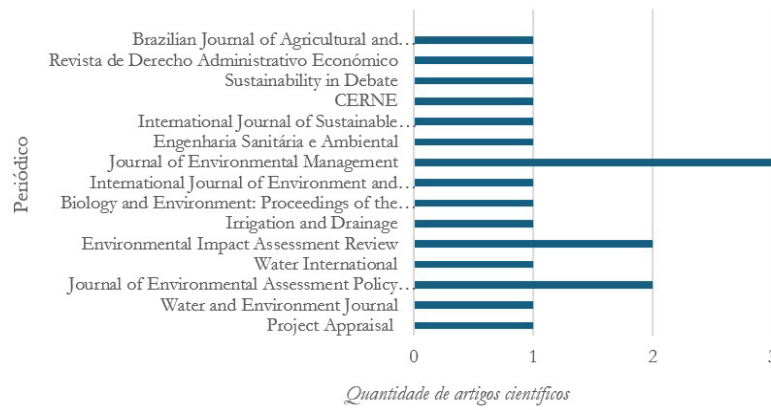 Periódico
Brazilian Journal of Agricultural and…
Revista de Derecho Administrativo Económico
Sustainability in Debate
CERNE
International Journal of Sustainable…
Engenharia Sanitária e Ambiental
Journal of Environmental Management
International Journal of Environment and…
Biology and Environment: Proceedings of the…
Irrigation and Drainage
Environmental Impact Assessment Review
Water International
Journal of Environmental Assessment Policy…
Water and Environment Journal
Project Appraisal
0 1 2 3
Quantidade de artigos científicos